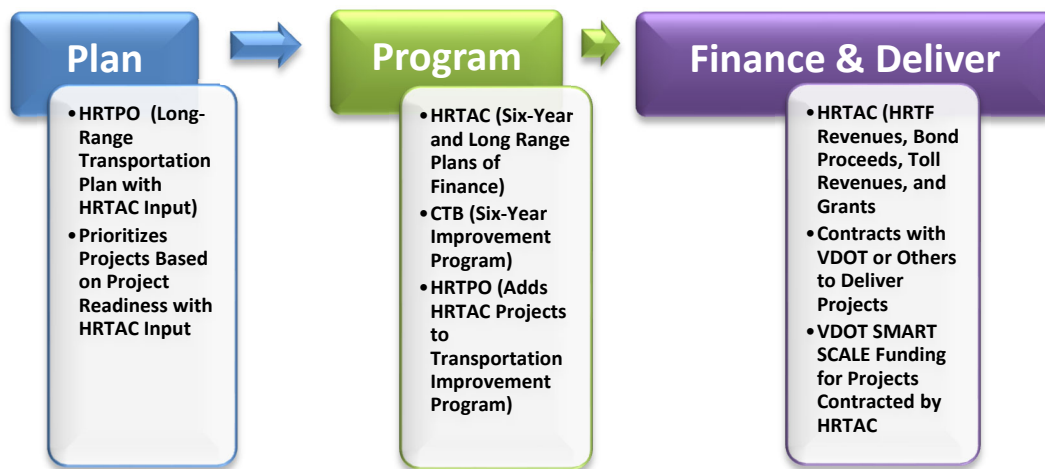 Plan
•HRTPO (Long-
Range
Transportation
Plan with
HRTAC Input)
•Prioritizes
Projects Based
on Project
Readiness with
HRTAC Input
Program
•HRTAC (Six-Year
and Long Range
Plans of
Finance)
•CTB (Six-Year
Improvement
Program)
•HRTPO (Adds
HRTAC Projects
to
Transportation
Improvement
Program)
Finance & Deliver
•HRTAC (HRTF
Revenues, Bond
Proceeds, Toll
Revenues, and
Grants
•Contracts with
VDOT or Others
to Deliver
Projects
•VDOT SMART
SCALE Funding
for Projects
Contracted by
HRTAC